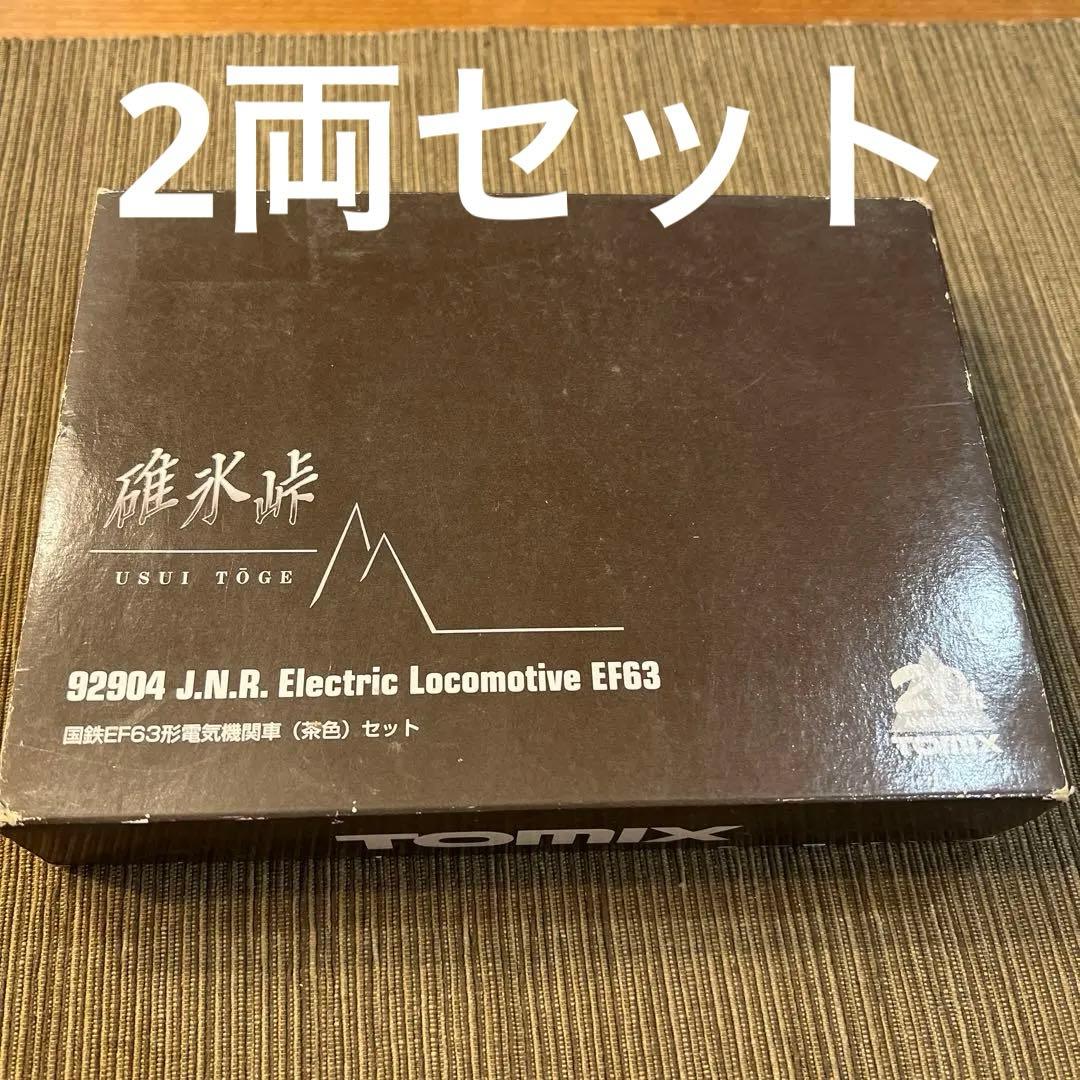 2両セット
碓氷峠
USUI TŌGE
92904 J.N.R. Electric Locomotive EF63
国鉄EF63形電気機関車（茶色）セット
TOMIX
TOMIX